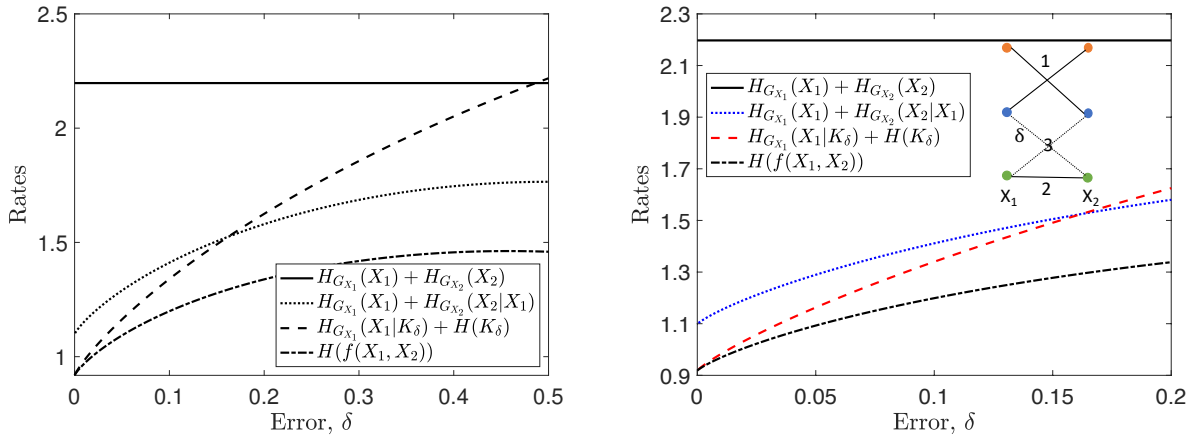 2.5
2
1.5
1
0
0.1
0.2
0.3
0.4
0.5
Rates
Error, δ
H_{G_{X_1}}(X_1) + H_{G_{X_2}}(X_2)
H_{G_{X_1}}(X_1) + H_{G_{X_2}}(X_2|X_1)
H_{G_{X_1}}(X_1|K_δ) + H(K_δ)
H(f(X_1, X_2))
2.3
2.1
1.9
1.7
1.5
1.3
1.1
0.9
0
0.05
0.1
0.15
0.2
Rates
Error, δ
H_{G_{X_1}}(X_1) + H_{G_{X_2}}(X_2)
H_{G_{X_1}}(X_1) + H_{G_{X_2}}(X_2|X_1)
H_{G_{X_1}}(X_1|K_δ) + H(K_δ)
H(f(X_1, X_2))
1
δ
3
2
X_1
X_2